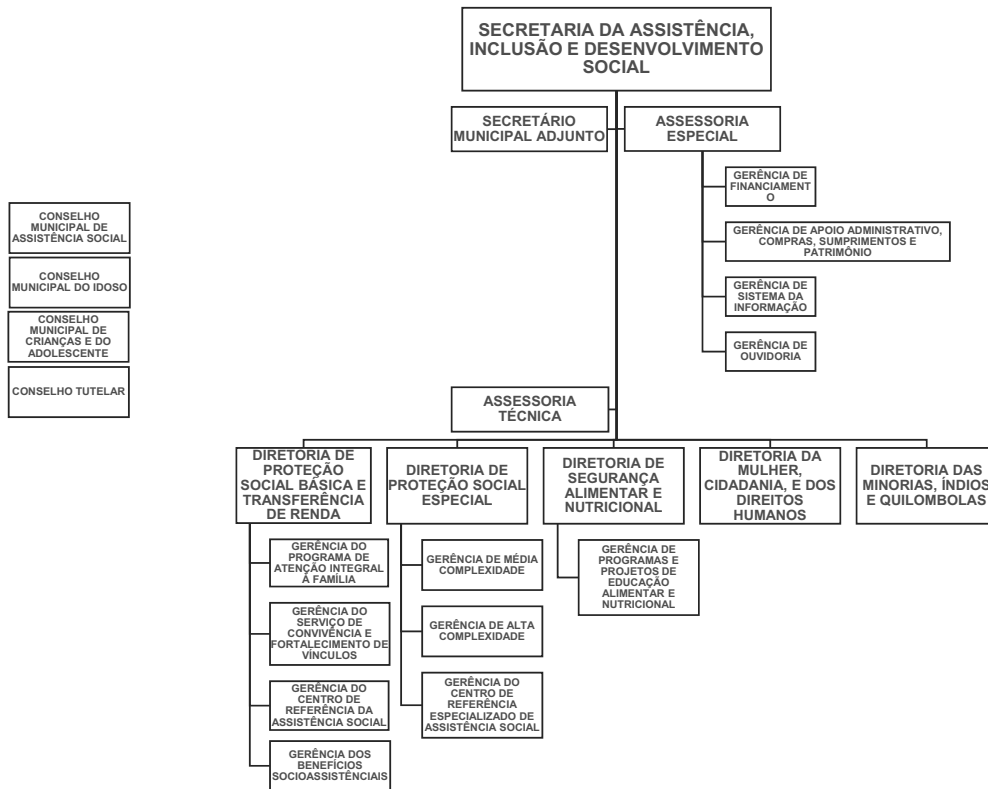 SECRETARIA DA ASSISTÊNCIA,
INCLUSÃO E DESENVOLVIMENTO
SOCIAL
SECRETÁRIO
MUNICIPAL ADJUNTO
ASSESSORIA
ESPECIAL
GERÊNCIA DE
FINANCIAMENT
O
GERÊNCIA DE APOIO ADMINISTRATIVO,
COMPRAS, SUMPRIMENTOS E
PATRIMÔNIO
GERÊNCIA DE
SISTEMA DA
INFORMAÇÃO
GERÊNCIA DE
OUVIDORIA
CONSELHO
MUNICIPAL DE
ASSISTÊNCIA SOCIAL
CONSELHO
MUNICIPAL DO IDOSO
CONSELHO
MUNICIPAL DE
CRIANÇAS E DO
ADOLESCENTE
CONSELHO TUTELAR
ASSESSORIA
TÉCNICA
DIRETORIA DE
PROTEÇÃO
SOCIAL BÁSICA E
TRANSFERÊNCIA
DE RENDA
GERÊNCIA DO
PROGRAMA DE
ATENÇÃO INTEGRAL
À FAMÍLIA
GERÊNCIA DO
SERVIÇO DE
CONVIVÊNCIA E
FORTALECIMENTO DE
VÍNCULOS
GERÊNCIA DO
CENTRO DE
REFERÊNCIA DA
ASSISTÊNCIA SOCIAL
GERÊNCIA DOS
BENEFÍCIOS
SOCIOASSISTÊNCIAIS
DIRETORIA DE
PROTEÇÃO SOCIAL
ESPECIAL
GERÊNCIA DE MÉDIA
COMPLEXIDADE
GERÊNCIA DE ALTA
COMPLEXIDADE
GERÊNCIA DO
CENTRO DE
REFERÊNCIA
ESPECIALIZADO DE
ASSISTÊNCIA SOCIAL
DIRETORIA DE
SEGURANÇA
ALIMENTAR E
NUTRICIONAL
GERÊNCIA DE
PROGRAMAS E
PROJETOS DE
EDUCAÇÃO
ALIMENTAR E
NUTRICIONAL
DIRETORIA DA
MULHER,
CIDADANIA, E DOS
DIREITOS
HUMANOS
DIRETORIA DAS
MINORIAS, ÍNDIOS
E QUILOMBOLAS